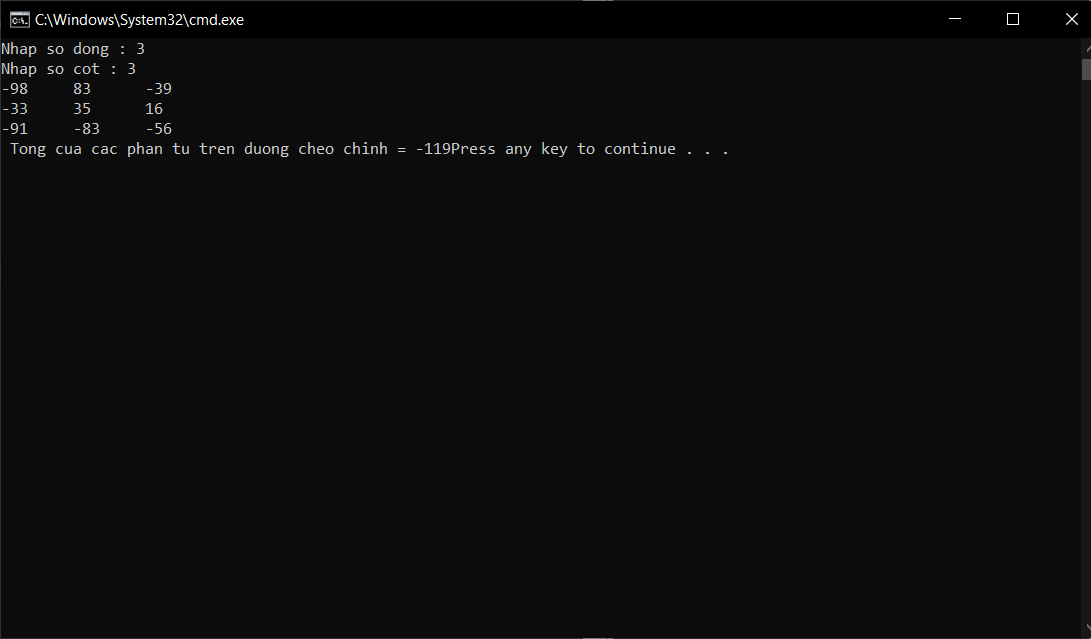 C:\Windows\System32\cmd.exe
Nhap so dong : 3
Nhap so cot : 3
-98 83 -39
-33 35 16
-91 -83 -56
Tong cua cac phan tu tren duong cheo chinh = -119Press any key to continue . . .